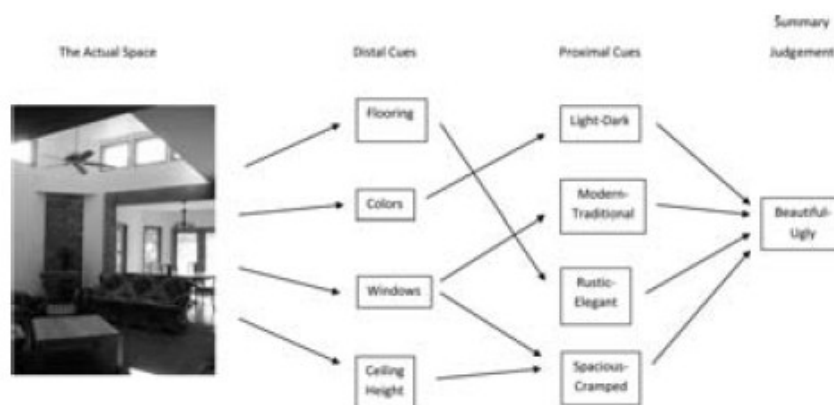 The Actual Space
Distal Cues
Proximal Cues
Summary
Judgement
Flooring
Light-Dark
Colors
Modern-
Traditional
Beautiful-
Ugly
Windows
Rustic-
Elegant
Ceiling
Height
Spacious-
Cramped